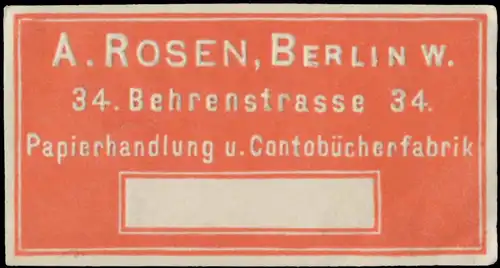 A. ROSEN, BERLIN W.
34. Behrenstrasse 34.
Papierhandlung u. Contobücherfabrik